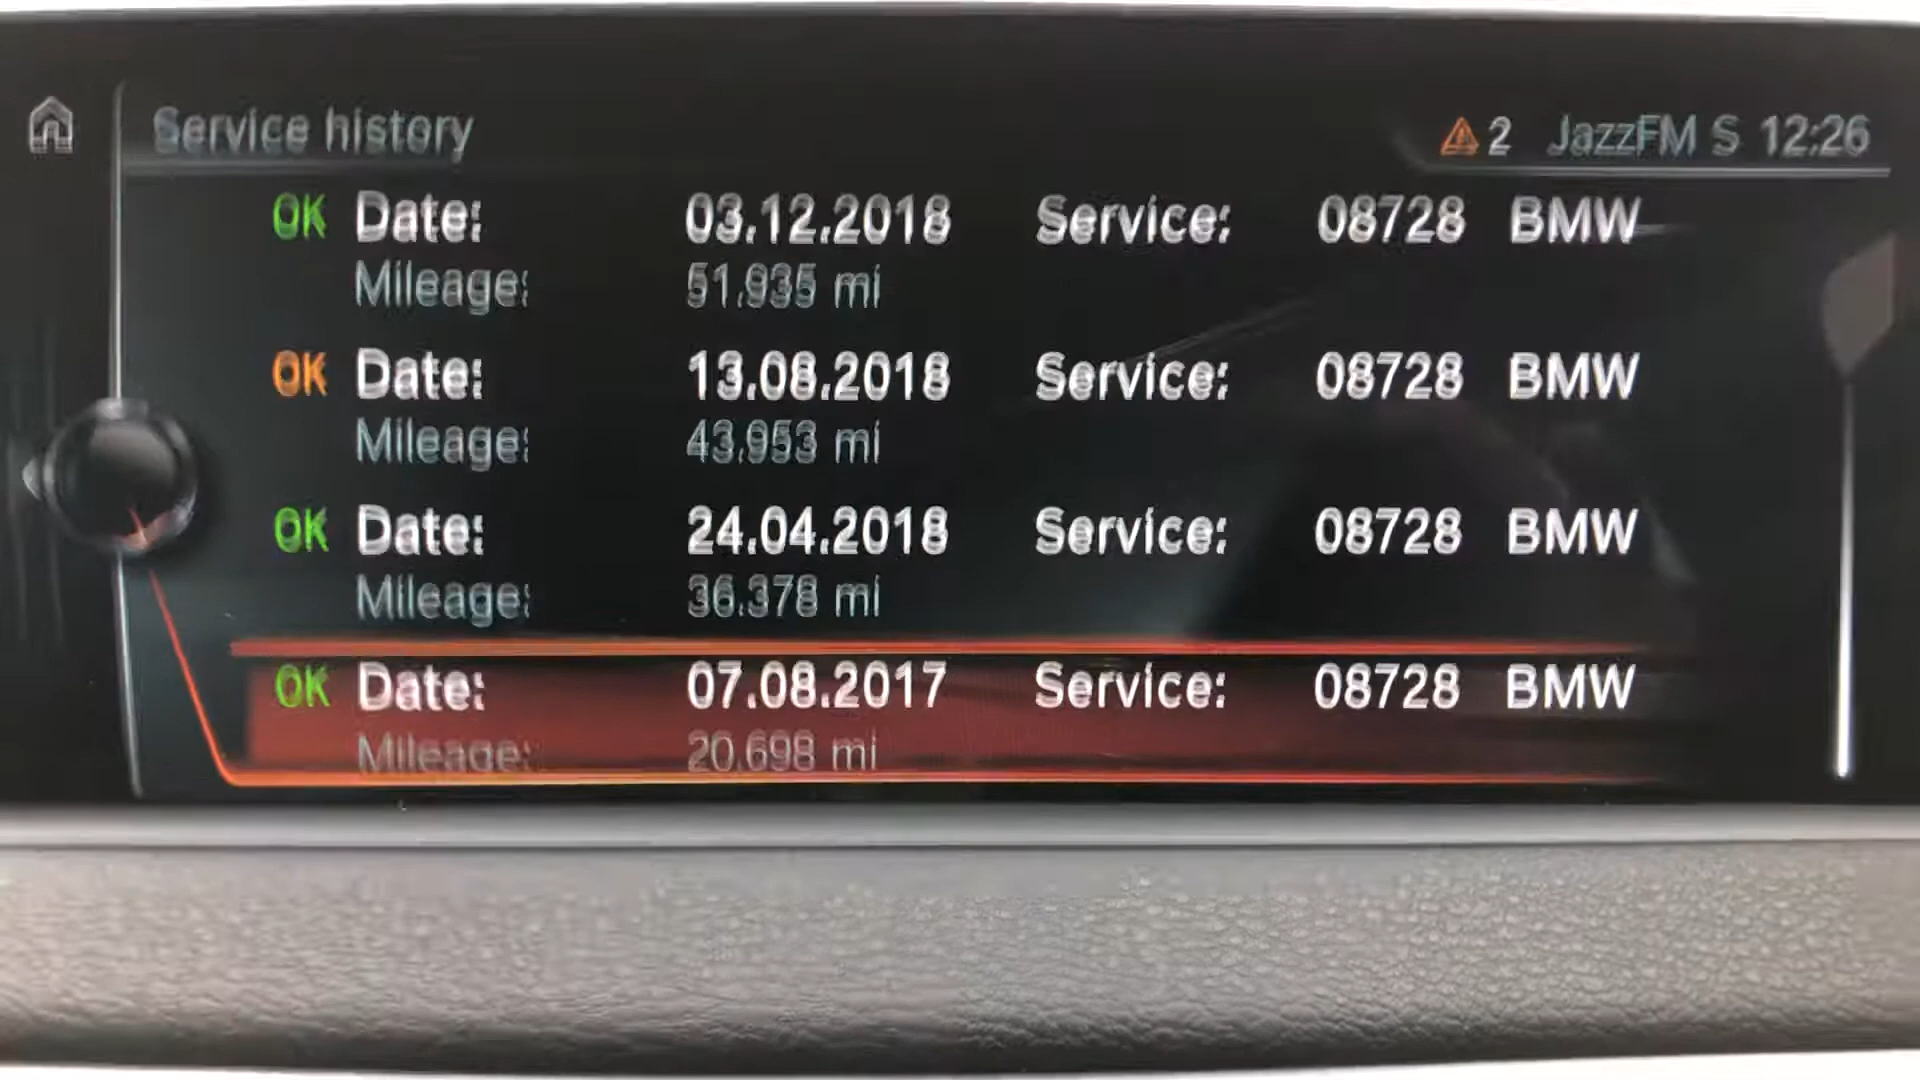 Service history
2 JazzFM S 12:26
OK Date: 03.12.2018 Service: 08728 BMW
Mileage: 51.935 mi
OK Date: 13.08.2018 Service: 08728 BMW
Mileage: 43.953 mi
OK Date: 24.04.2018 Service: 08728 BMW
Mileage: 36.378 mi
OK Date: 07.08.2017 Service: 08728 BMW
Mileage: 20.698 mi